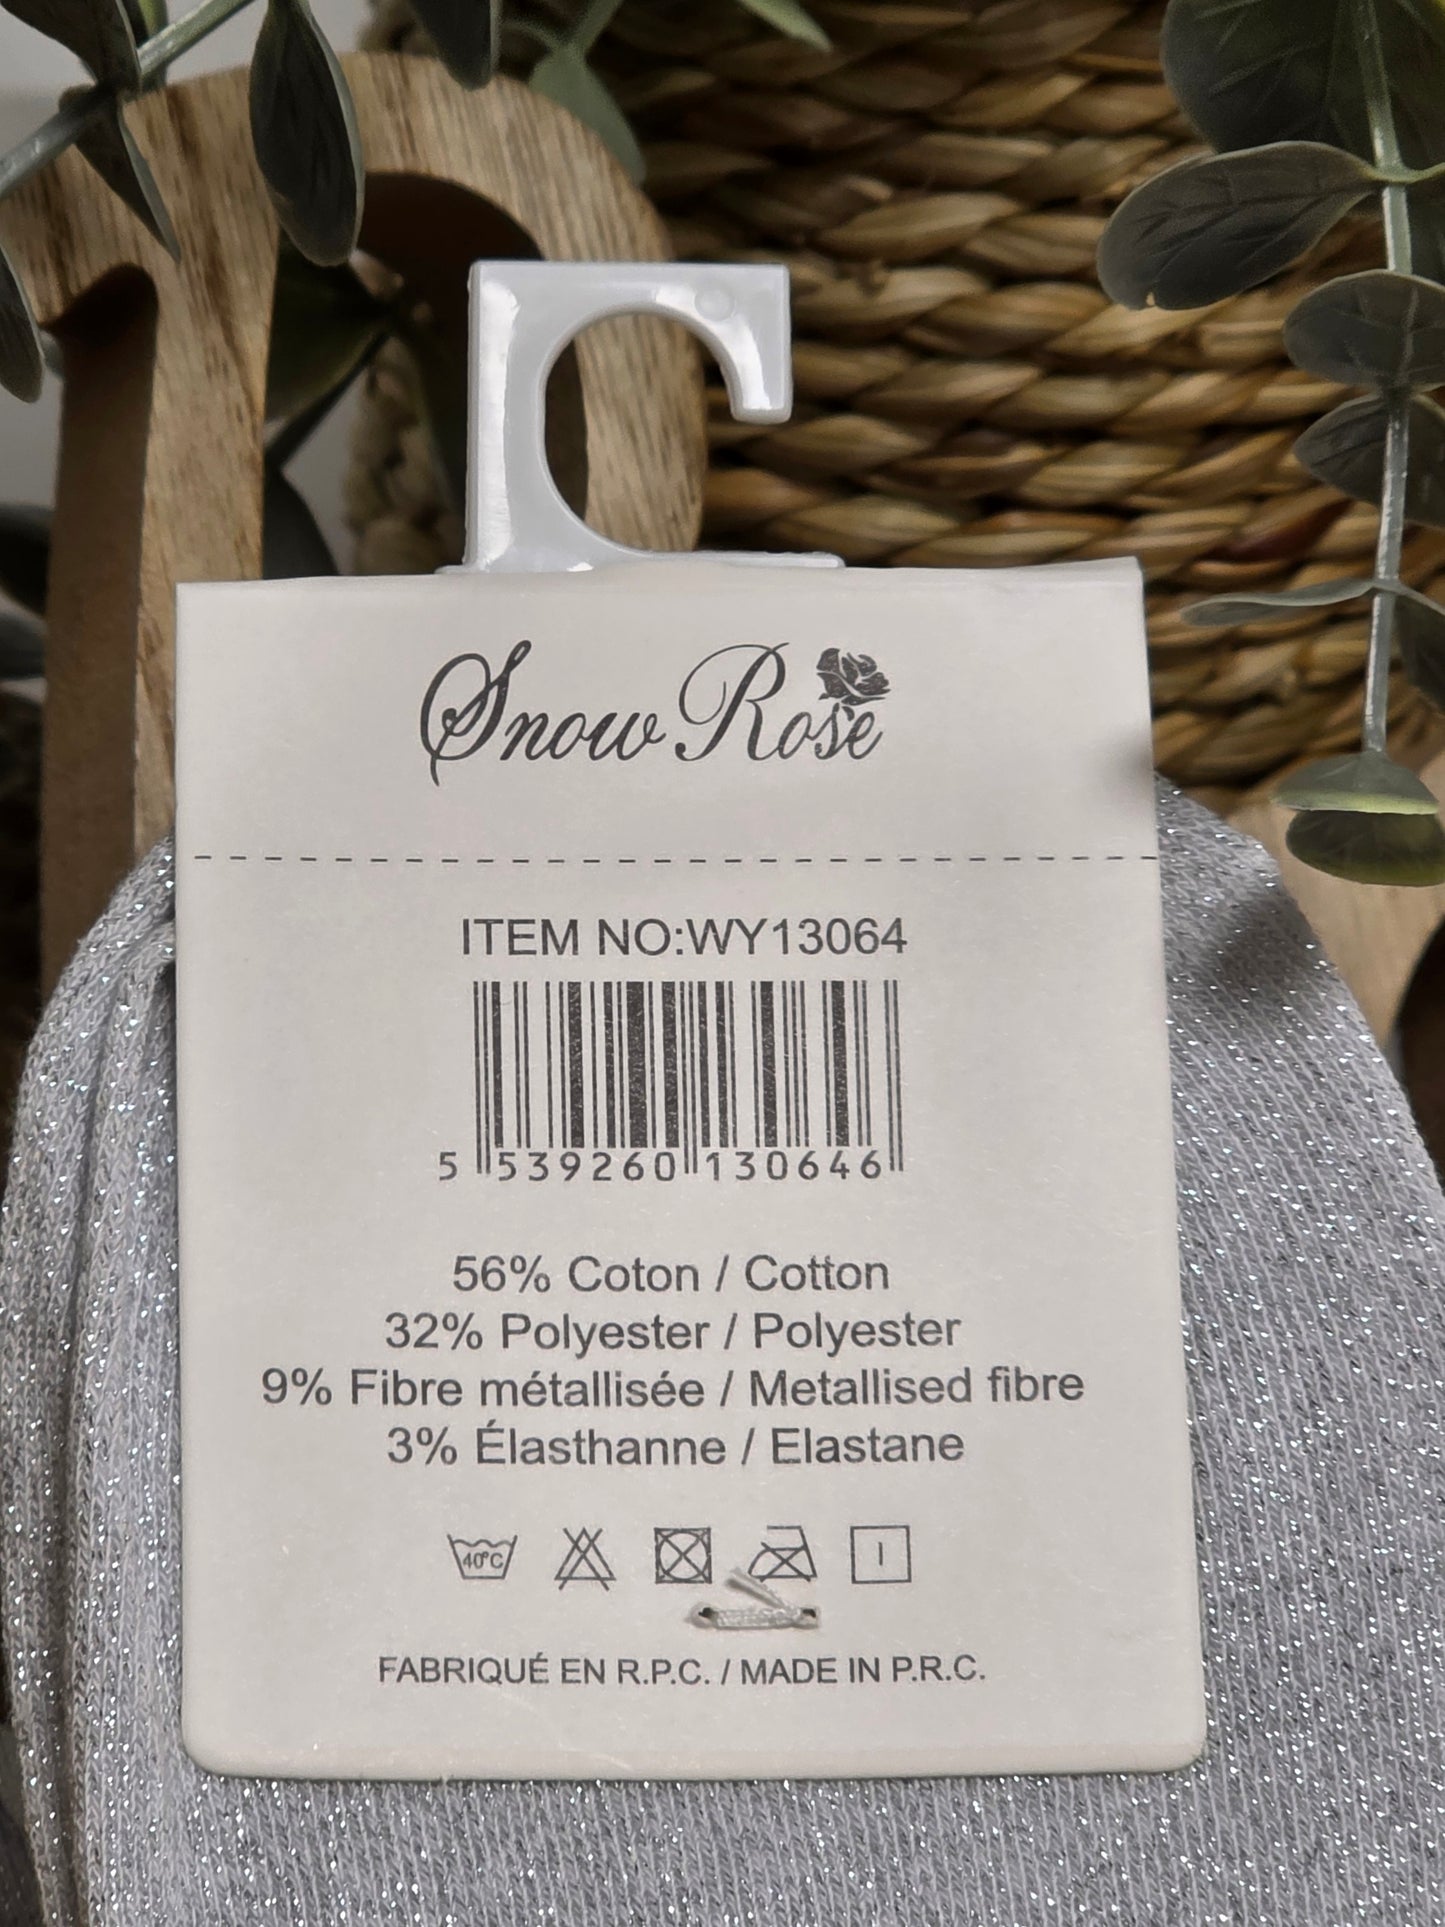 Snow Rose
ITEM NO:WY13064
5 539260 130646
56% Coton / Cotton
32% Polyester / Polyester
9% Fibre métallisée / Metallised fibre
3% Élasthanne / Elastane
40°C
FABRIQUÉ EN R.P.C. / MADE IN P.R.C.